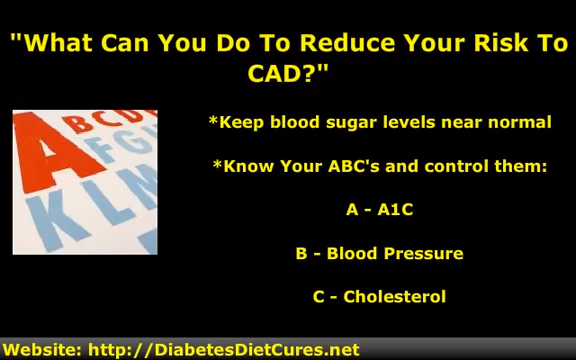 "What Can You Do To Reduce Your Risk To
CAD?"
*Keep blood sugar levels near normal
*Know Your ABC's and control them:
A - A1C
B - Blood Pressure
C - Cholesterol
A B C D E
F G H
K L M
Website: http://DiabetesDietCures.net